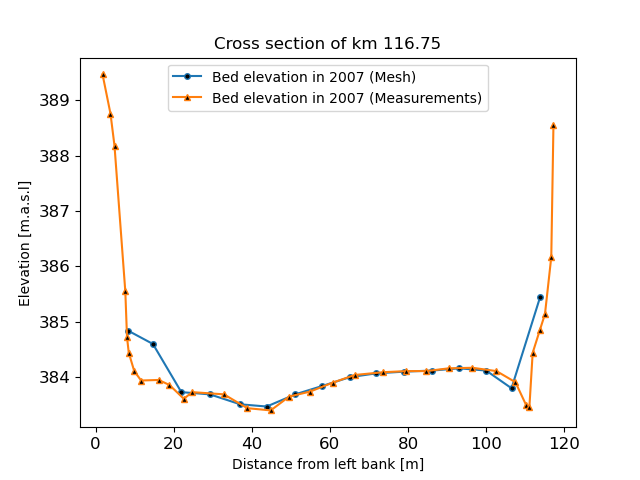 Cross section of km 116.75
Bed elevation in 2007 (Mesh)
Bed elevation in 2007 (Measurements)
Elevation [m.a.s.l]
389
388
387
386
385
384
0 20 40 60 80 100 120
Distance from left bank [m]